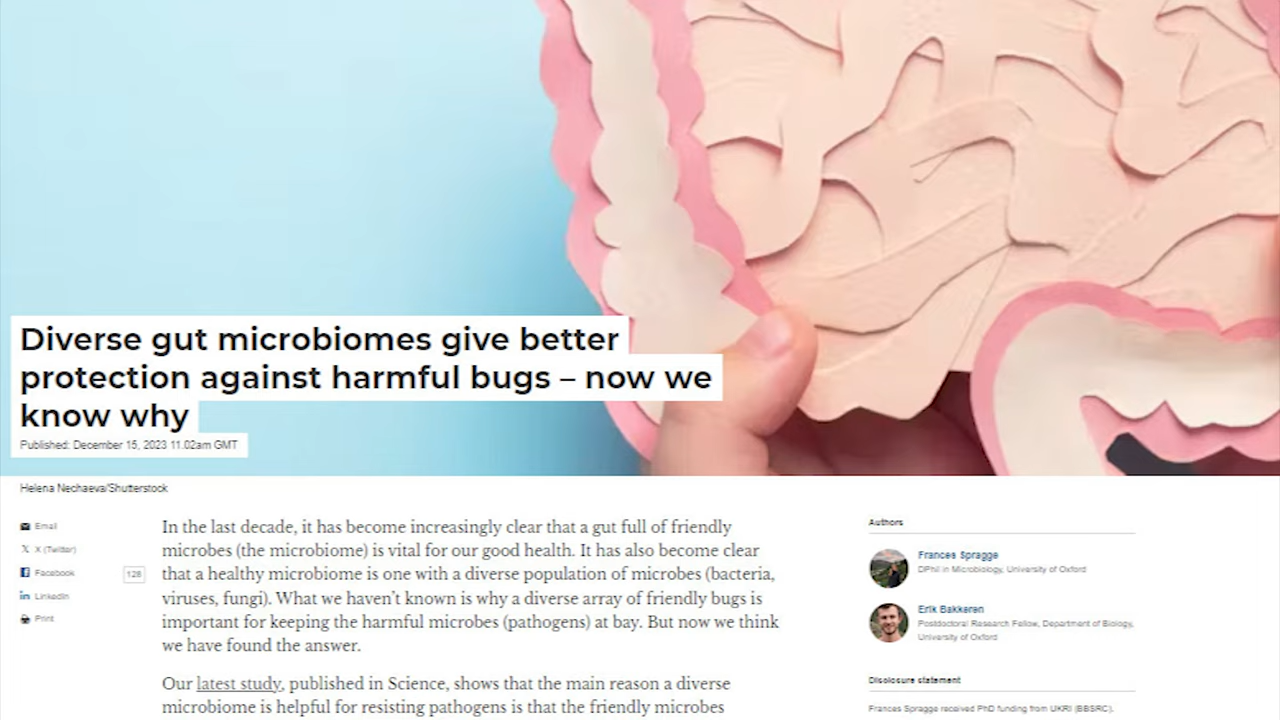 Diverse gut microbiomes give better
protection against harmful bugs – now we
know why
Published: December 15, 2023 11.02am GMT
Helena Nechaeva/Shutterstock
Email
X (Twitter)
Facebook
128
LinkedIn
Print
In the last decade, it has become increasingly clear that a gut full of friendly
microbes (the microbiome) is vital for our good health. It has also become clear
that a healthy microbiome is one with a diverse population of microbes (bacteria,
viruses, fungi). What we haven't known is why a diverse array of friendly bugs is
important for keeping the harmful microbes (pathogens) at bay. But now we think
we have found the answer.
Our latest study, published in Science, shows that the main reason a diverse
microbiome is helpful for resisting pathogens is that the friendly microbes
Authors
Frances Spragge
DPhil in Microbiology, University of Oxford
Erik Bakkeren
Postdoctoral Research Fellow, Department of Biology,
University of Oxford
Disclosure statement
Frances Spragge received PhD funding from UKRI (BBSRC).